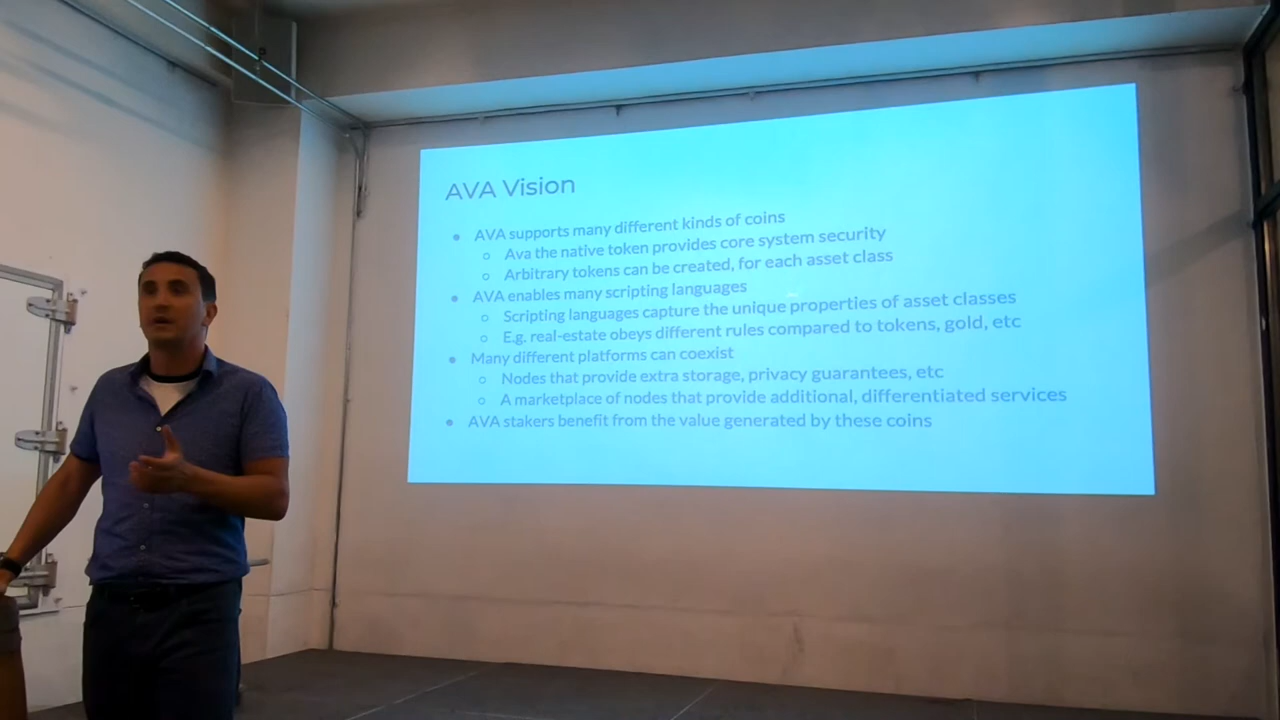 AVA Vision
AVA supports many different kinds of coins
Ava the native token provides core system security
Arbitrary tokens can be created, for each asset class
AVA enables many scripting languages
Scripting languages capture the unique properties of asset classes
E.g. real-estate obeys different rules compared to tokens, gold, etc
Many different platforms can coexist
Nodes that provide extra storage, privacy guarantees, etc
A marketplace of nodes that provide additional, differentiated services
AVA stakers benefit from the value generated by these coins